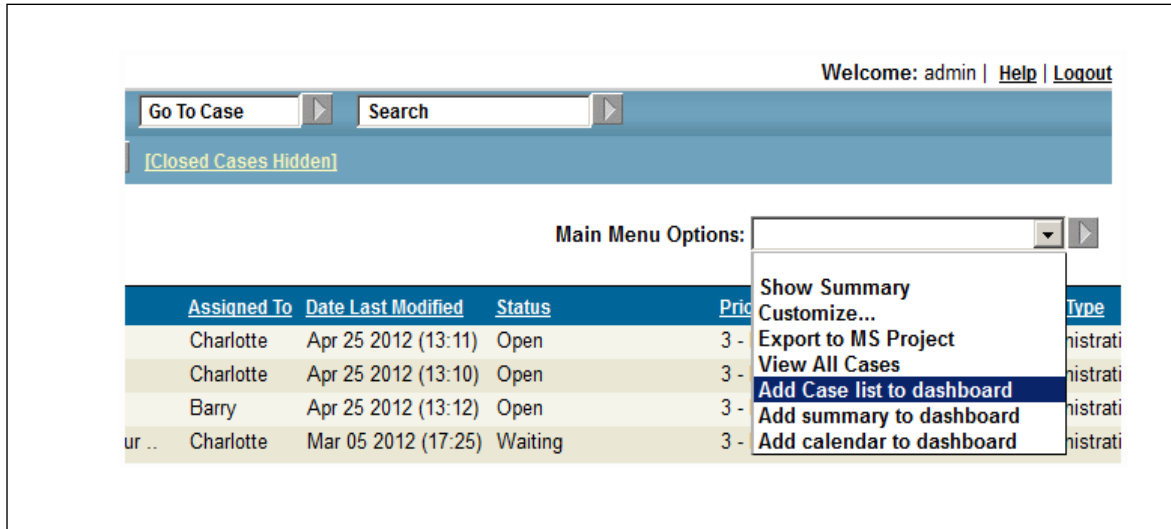 Welcome: admin | Help | Logout
Go To Case Search
[Closed Cases Hidden]
Main Menu Options:
Show Summary
Customize...
Export to MS Project
View All Cases
Add Case list to dashboard
Add summary to dashboard
Add calendar to dashboard
Assigned To Date Last Modified Status Type
Charlotte Apr 25 2012 (13:11) Open 3 -
Charlotte Apr 25 2012 (13:10) Open 3 -
Barry Apr 25 2012 (13:12) Open 3 -
ur .. Charlotte Mar 05 2012 (17:25) Waiting 3 -